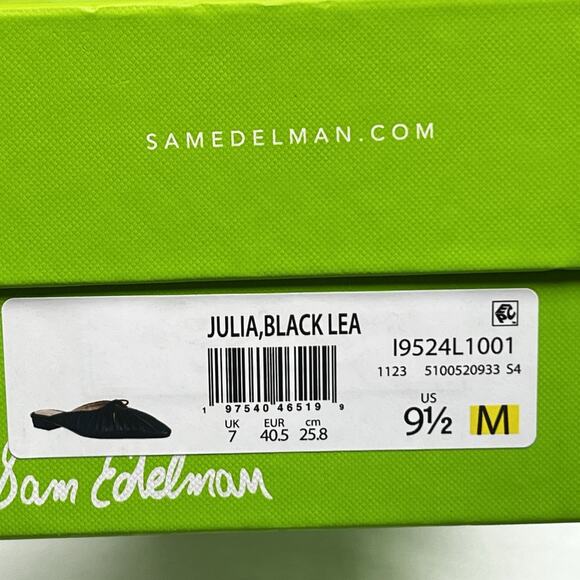 SAMEDELMAN.COM
JULIA,BLACK LEA
I9524L1001
1123 5100520933 S4
1 97540 46519 9
UK EUR cm
7 40.5 25.8
US
9½ M
Sam Edelman